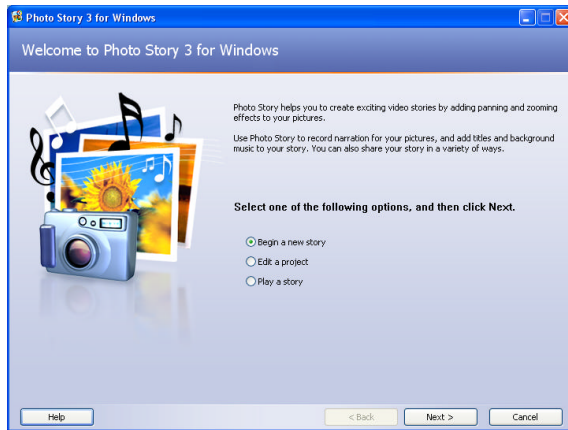 Photo Story 3 for Windows
Welcome to Photo Story 3 for Windows
Photo Story helps you to create exciting video stories by adding panning and zooming
effects to your pictures.
Use Photo Story to record narration for your pictures, and add titles and background
music to your story. You can also share your story in a variety of ways.
Select one of the following options, and then click Next.
Begin a new story
Edit a project
Play a story
Help
< Back
Next >
Cancel